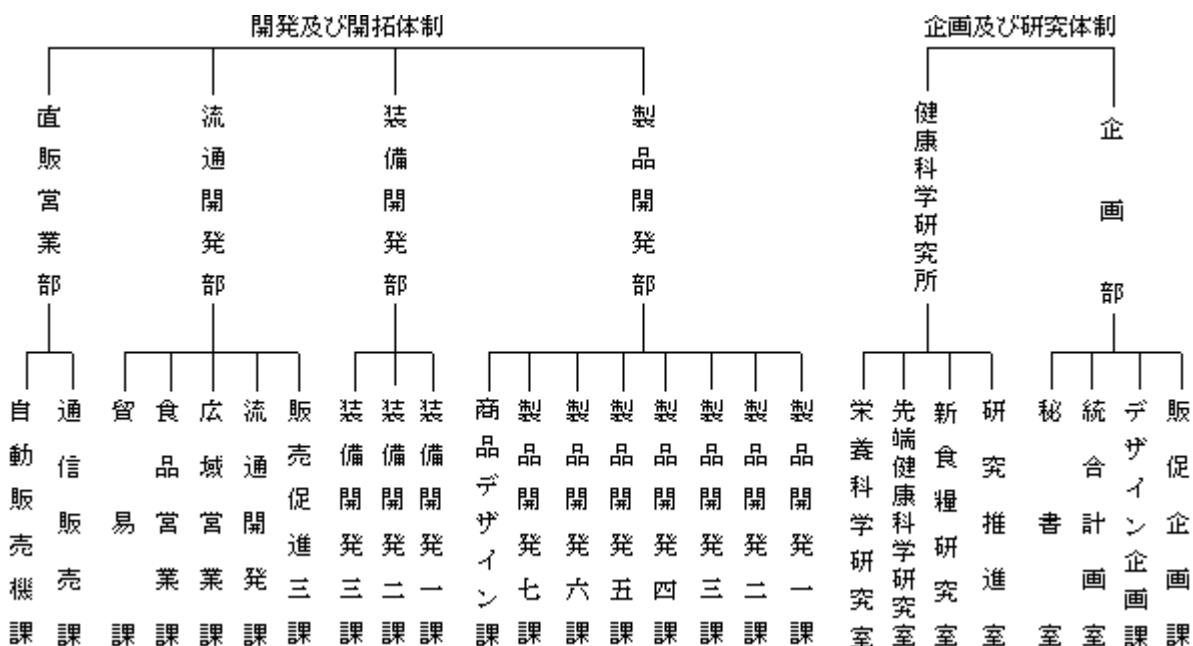 開発及び開拓体制
企画及び研究体制
直販営業部
流通開発部
装備開発部
製品開発部
健康科学研究所
企画部
自動販売機課
通信販売課
貿易課
食品営業課
広域営業課
流通開発課
販売促進三課
装備開発三課
装備開発二課
装備開発一課
商品デザイン課
製品開発七課
製品開発六課
製品開発五課
製品開発四課
製品開発三課
製品開発二課
製品開発一課
栄養科学研究室
先端健康科学研究室
新食糧研究室
研究推進室
秘書室
統合計画室
デザイン企画課
販促企画課